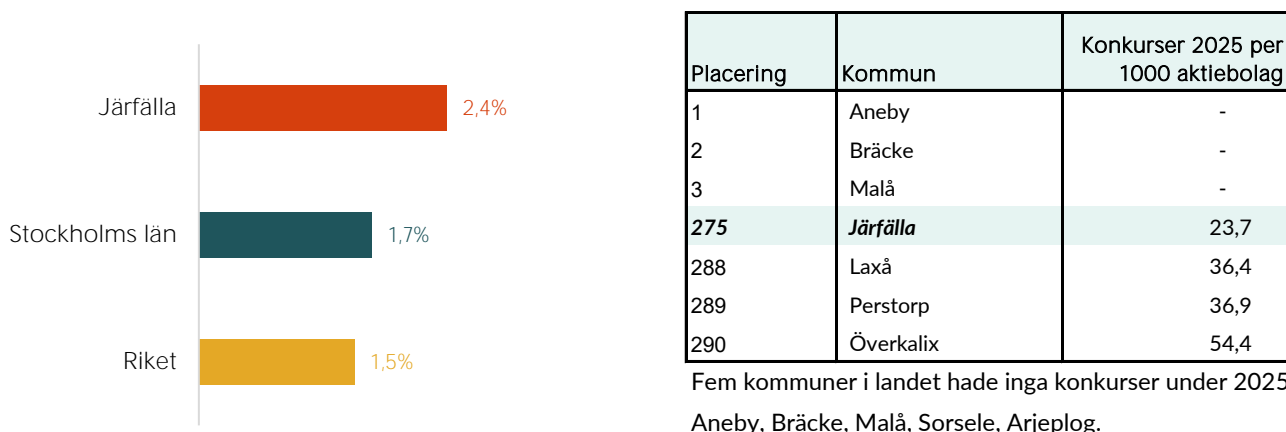 Järfälla
2,4%
Stockholms län
1,7%
Riket
1,5%
Placering Kommun Konkurser 2025 per
1000 aktiebolag
1 Aneby -
2 Bräcke -
3 Malå -
275 Järfälla 23,7
288 Laxå 36,4
289 Perstorp 36,9
290 Överkalix 54,4
Fem kommuner i landet hade inga konkurser under 2025
Aneby, Bräcke, Malå, Sorsele, Arjeplog.